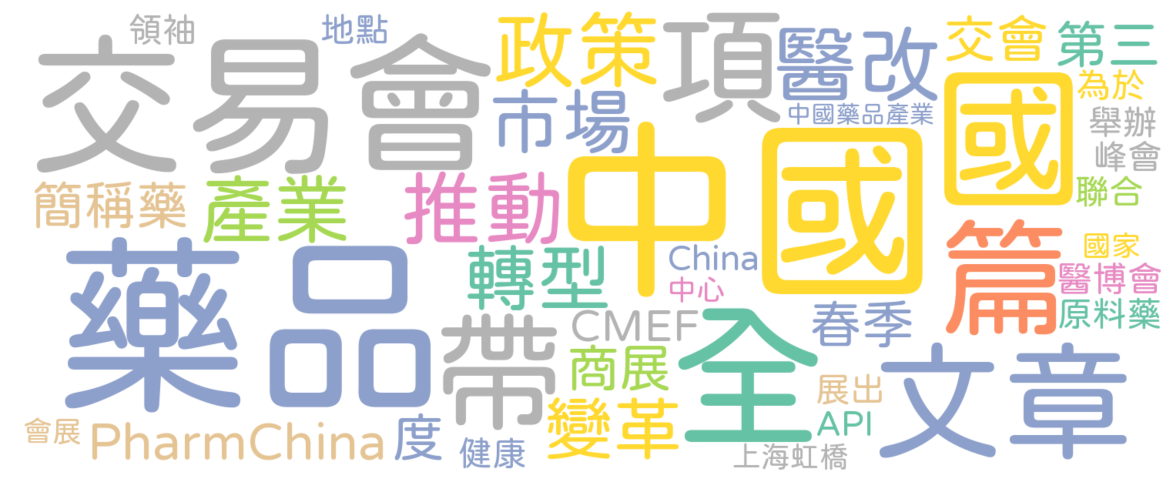 領袖
地點
交易會
政策
項
醫改
交會
第三
市場
中國藥品產業
國
為於
舉辦
峰會
簡稱藥
產業
推動
中國
聯合
藥品
轉型
China
中心
篇
國家
醫博會
原料藥
帶
CMEF
全
春季
商展
文章
展出
變革
會展
PharmChina
度
健康
API
上海虹橋